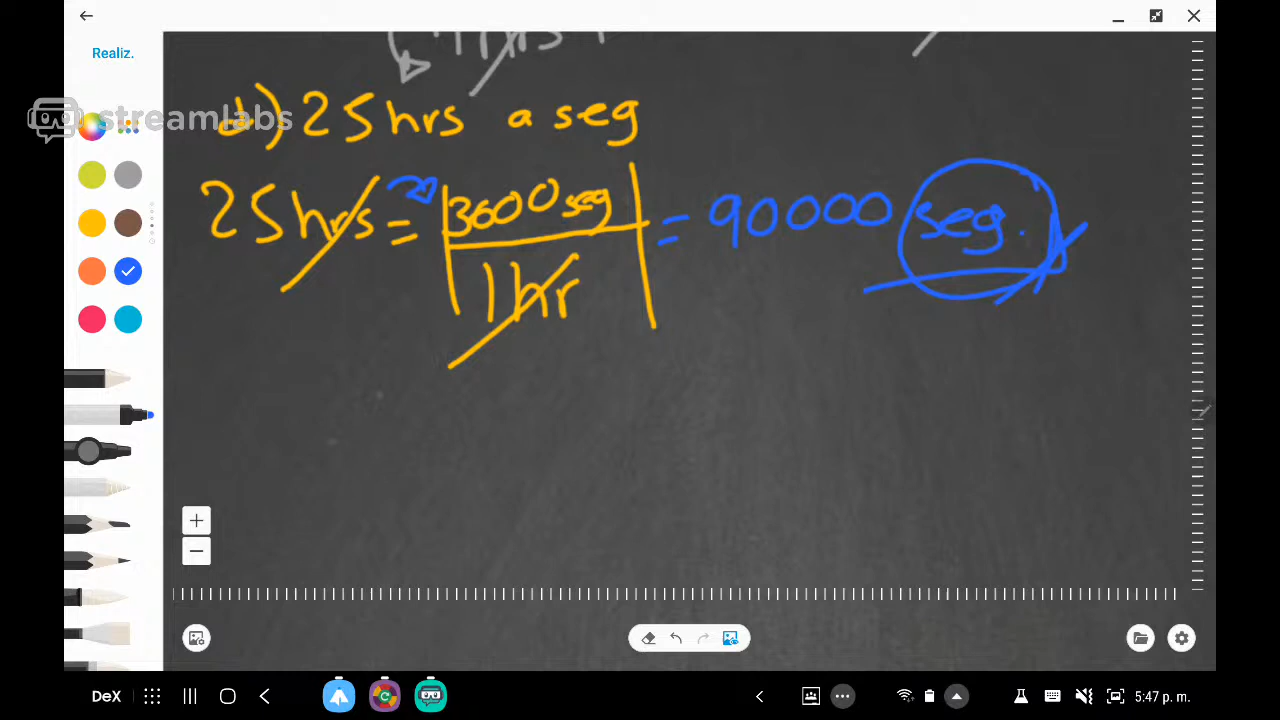 Realiz.
streamlabs
d) 25 hrs a seg
25 hrs = 3600 seg = 90000 seg.
1 hr
DeX
5:47 p. m.